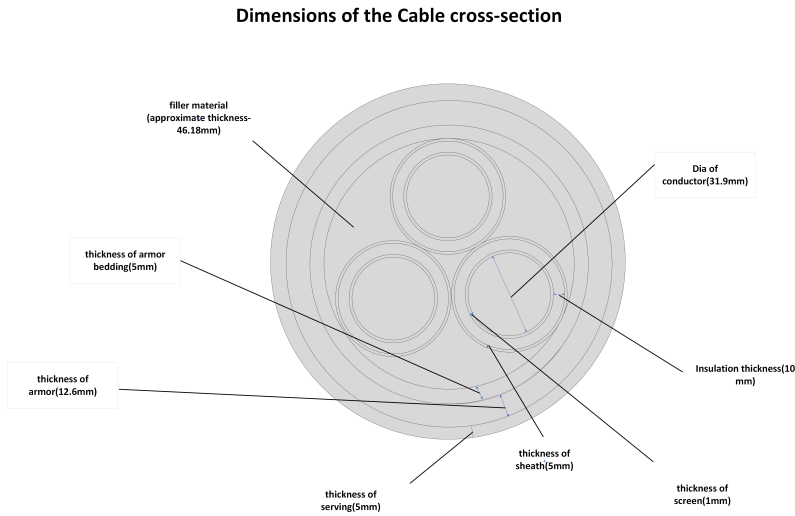 Dimensions of the Cable cross-section
filler material
(approximate thickness-
46.18mm)
Dia of
conductor(31.9mm)
thickness of armor
bedding(5mm)
Insulation thickness(10
mm)
thickness of
armor(12.6mm)
thickness of
sheath(5mm)
thickness of
screen(1mm)
thickness of
serving(5mm)